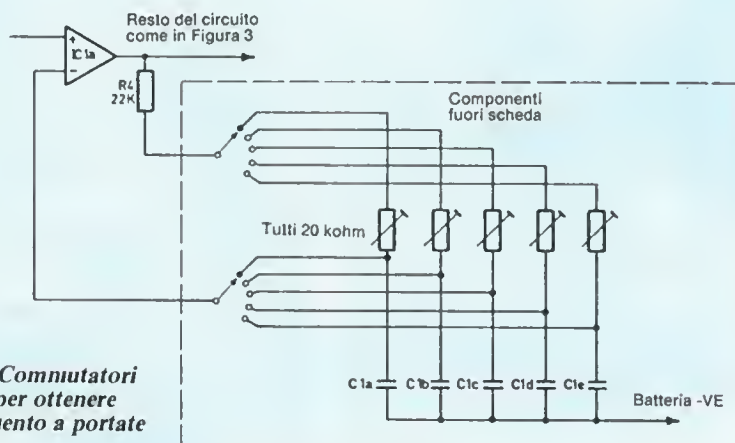 Resto del circuito
come in Figura 3
+
IC1a
−
R4
22K
Componenti
fuori scheda
Tutti 20 kohm
C1a
C1b
C1c
C1d
C1e
Batteria -VE
Commutatori
per ottenere
ento a portate